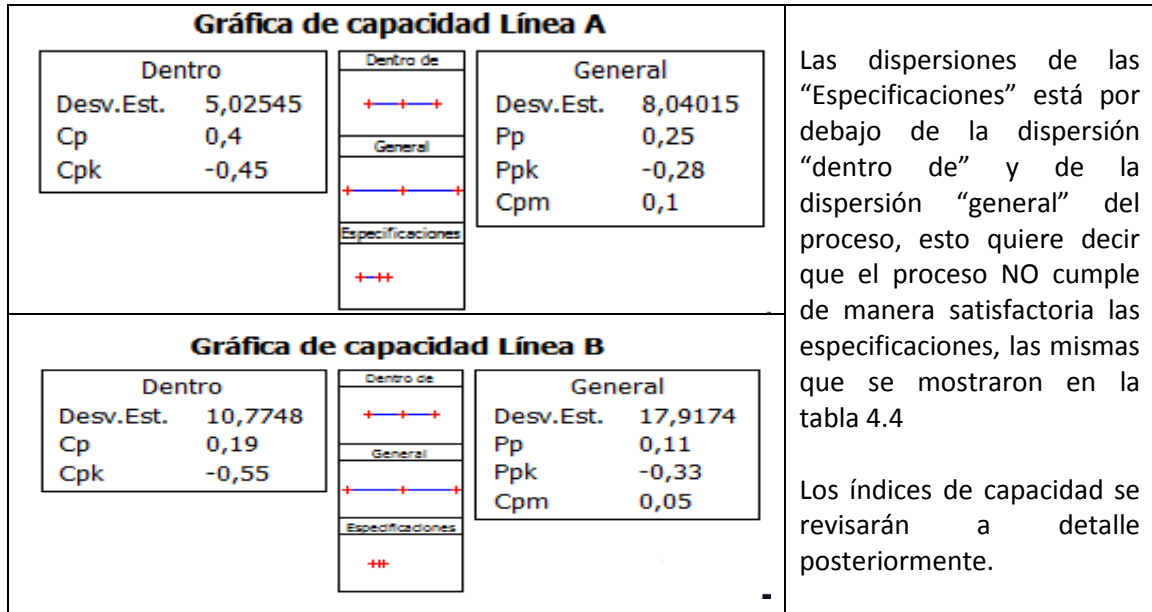 Gráfica de capacidad Línea A
Dentro
Desv.Est. 5,02545
Cp 0,4
Cpk -0,45
Dentro de
General
Especificaciones
General
Desv.Est. 8,04015
Pp 0,25
Ppk -0,28
Cpm 0,1
Gráfica de capacidad Línea B
Dentro
Desv.Est. 10,7748
Cp 0,19
Cpk -0,55
Dentro de
General
Especificaciones
General
Desv.Est. 17,9174
Pp 0,11
Ppk -0,33
Cpm 0,05
Las dispersiones de las
“Especificaciones” está por
debajo de la dispersión
“dentro de” y de la
dispersión “general” del
proceso, esto quiere decir
que el proceso NO cumple
de manera satisfactoria las
especificaciones, las mismas
que se mostraron en la
tabla 4.4
Los índices de capacidad se
revisarán a detalle
posteriormente.